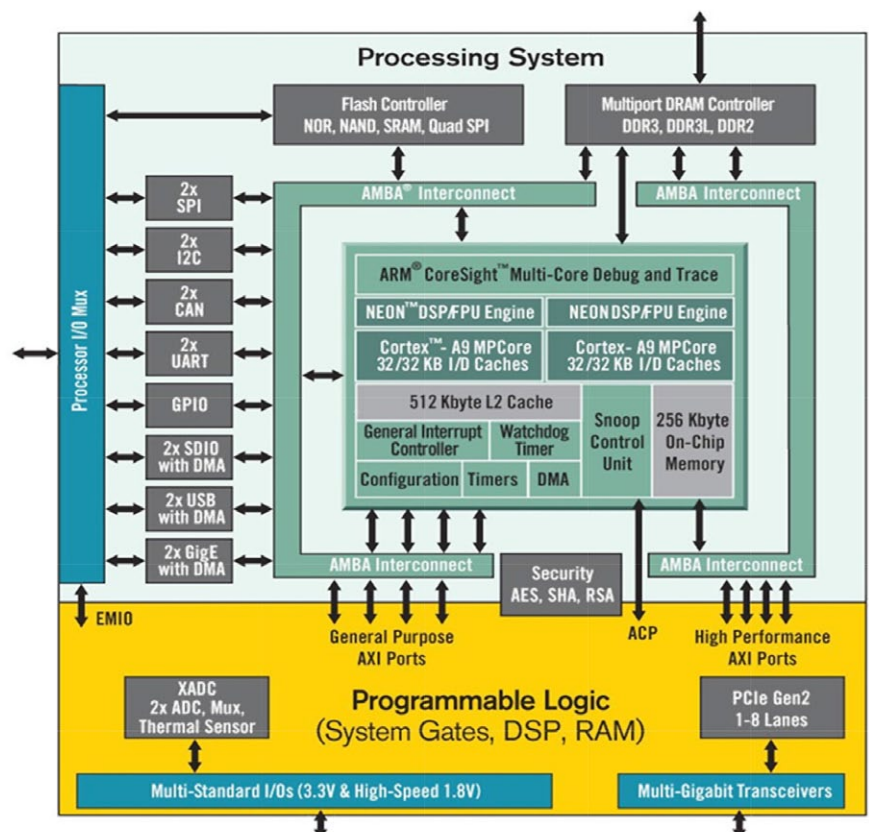 Processing System
Flash Controller
NOR, NAND, SRAM, Quad SPI
Multiport DRAM Controller
DDR3, DDR3L, DDR2
AMBA® Interconnect
AMBA Interconnect
Processor I/O Mux
2x
SPI
2x
I2C
2x
CAN
2x
UART
GPIO
2x SDIO
with DMA
2x USB
with DMA
2x GigE
with DMA
ARM® CoreSight™ Multi-Core Debug and Trace
NEON™ DSP/FPU Engine
NEON DSP/FPU Engine
Cortex™- A9 MPCore
32/32 KB I/D Caches
Cortex- A9 MPCore
32/32 KB I/D Caches
512 Kbyte L2 Cache
General Interrupt
Controller
Watchdog
Timer
Configuration
Timers
DMA
Snoop
Control
Unit
256 Kbyte
On-Chip
Memory
AMBA Interconnect
Security
AES, SHA, RSA
AMBA Interconnect
EMIO
General Purpose
AXI Ports
ACP
High Performance
AXI Ports
XADC
2x ADC, Mux,
Thermal Sensor
Programmable Logic
(System Gates, DSP, RAM)
PCIe Gen2
1-8 Lanes
Multi-Standard I/Os (3.3V & High-Speed 1.8V)
Multi-Gigabit Transceivers